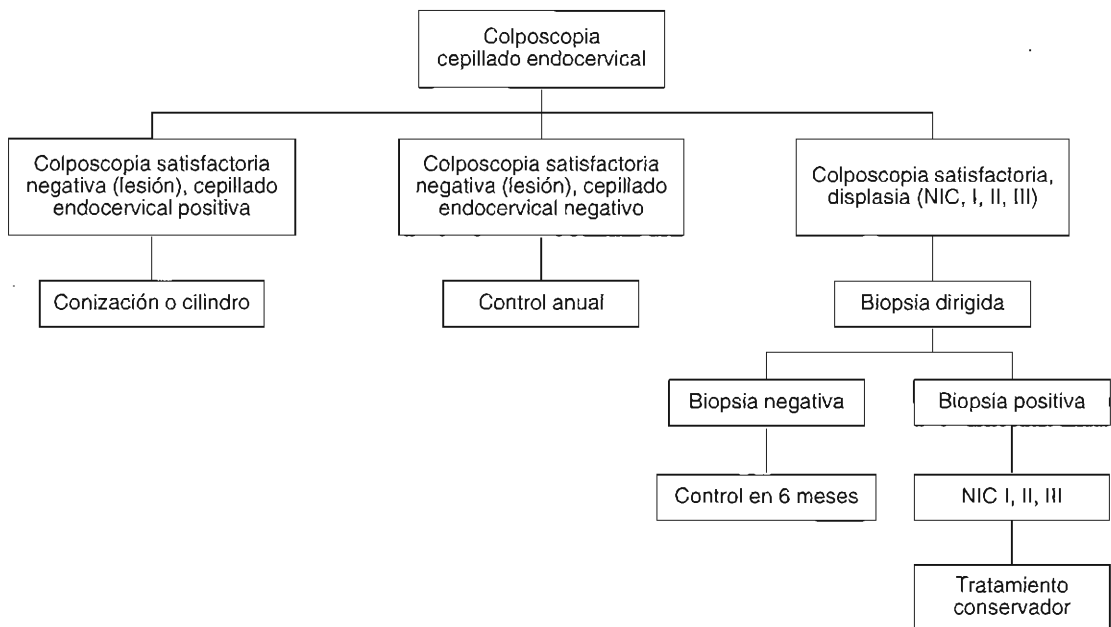 Colposcopia
cepillado endocervical
Colposcopia satisfactoria
negativa (lesión), cepillado
endocervical positiva
Colposcopia satisfactoria
negativa (lesión), cepillado
endocervical negativo
Colposcopia satisfactoria,
displasia (NIC, I, II, III)
Conización o cilindro
Control anual
Biopsia dirigida
Biopsia negativa
Biopsia positiva
Control en 6 meses
NIC I, II, III
Tratamiento
conservador